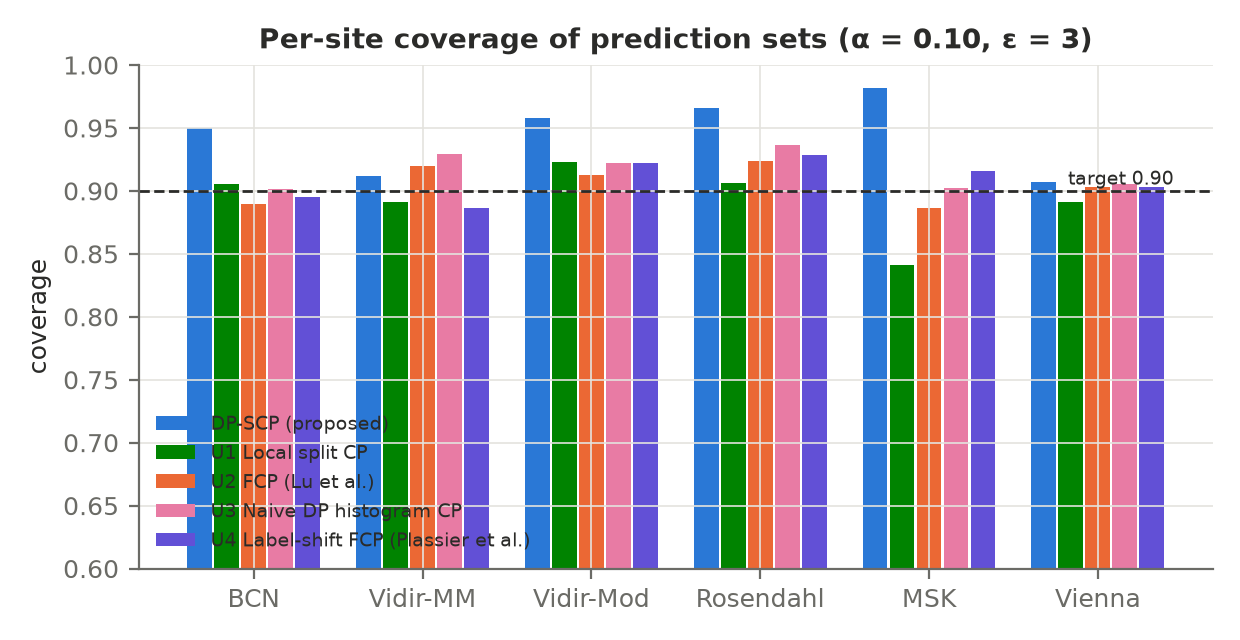 Per-site coverage of prediction sets (α = 0.10, ε = 3)
1.00
0.95
0.90
0.85
0.80
0.75
0.70
0.65
0.60
coverage
target 0.90
DP-SCP (proposed)
U1 Local split CP
U2 FCP (Lu et al.)
U3 Naive DP histogram CP
U4 Label-shift FCP (Plassier et al.)
BCN Vidir-MM Vidir-Mod Rosendahl MSK Vienna